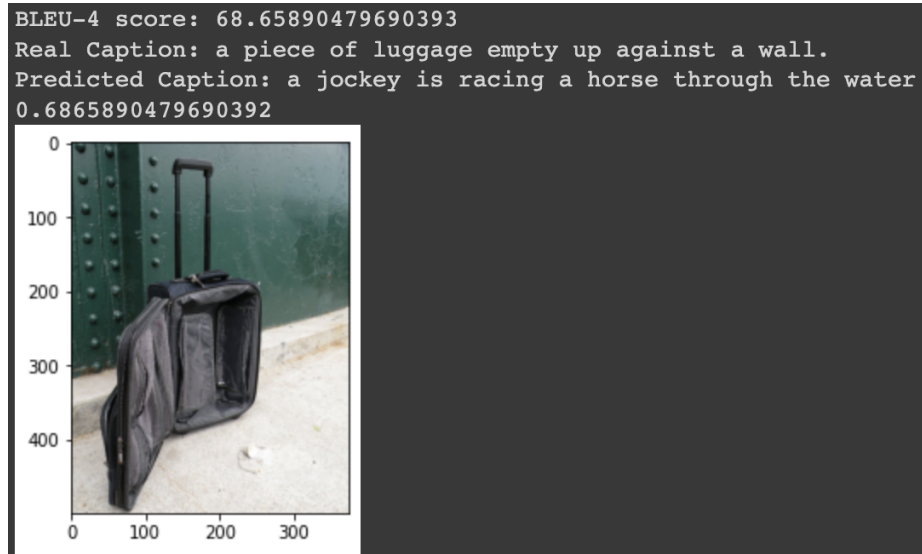 BLEU-4 score: 68.65890479690393
Real Caption: a piece of luggage empty up against a wall.
Predicted Caption: a jockey is racing a horse through the water
0.6865890479690392
0
100
200
300
400
0 100 200 300